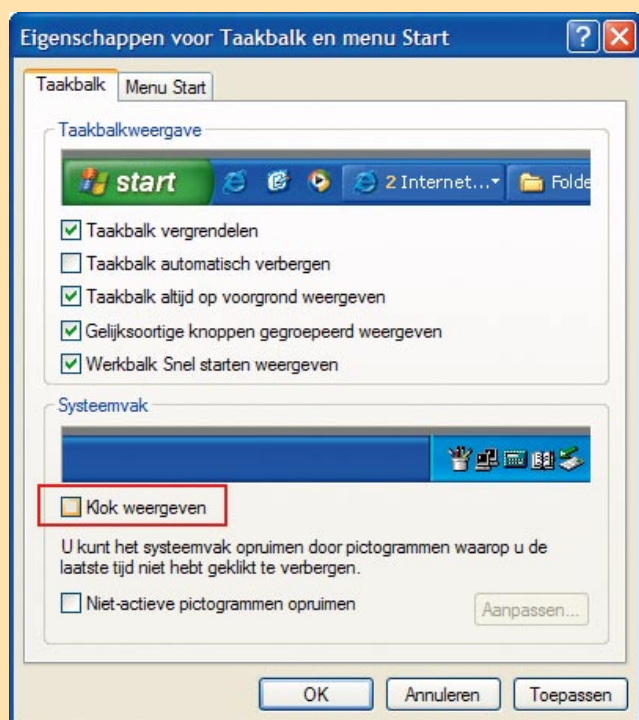 Eigenschappen voor Taakbalk en menu Start
Taakbalk
Menu Start
Taakbalkweergave
start
2 Internet...
Folde
Taakbalk vergrendelen
Taakbalk automatisch verbergen
Taakbalk altijd op voorgrond weergeven
Gelijksoortige knoppen gegroepeerd weergeven
Werkbalk Snel starten weergeven
Systeemvak
Klok weergeven
U kunt het systeemvak opruimen door pictogrammen waarop u de
laatste tijd niet hebt geklikt te verbergen.
Niet-actieve pictogrammen opruimen
Aanpassen...
OK
Annuleren
Toepassen